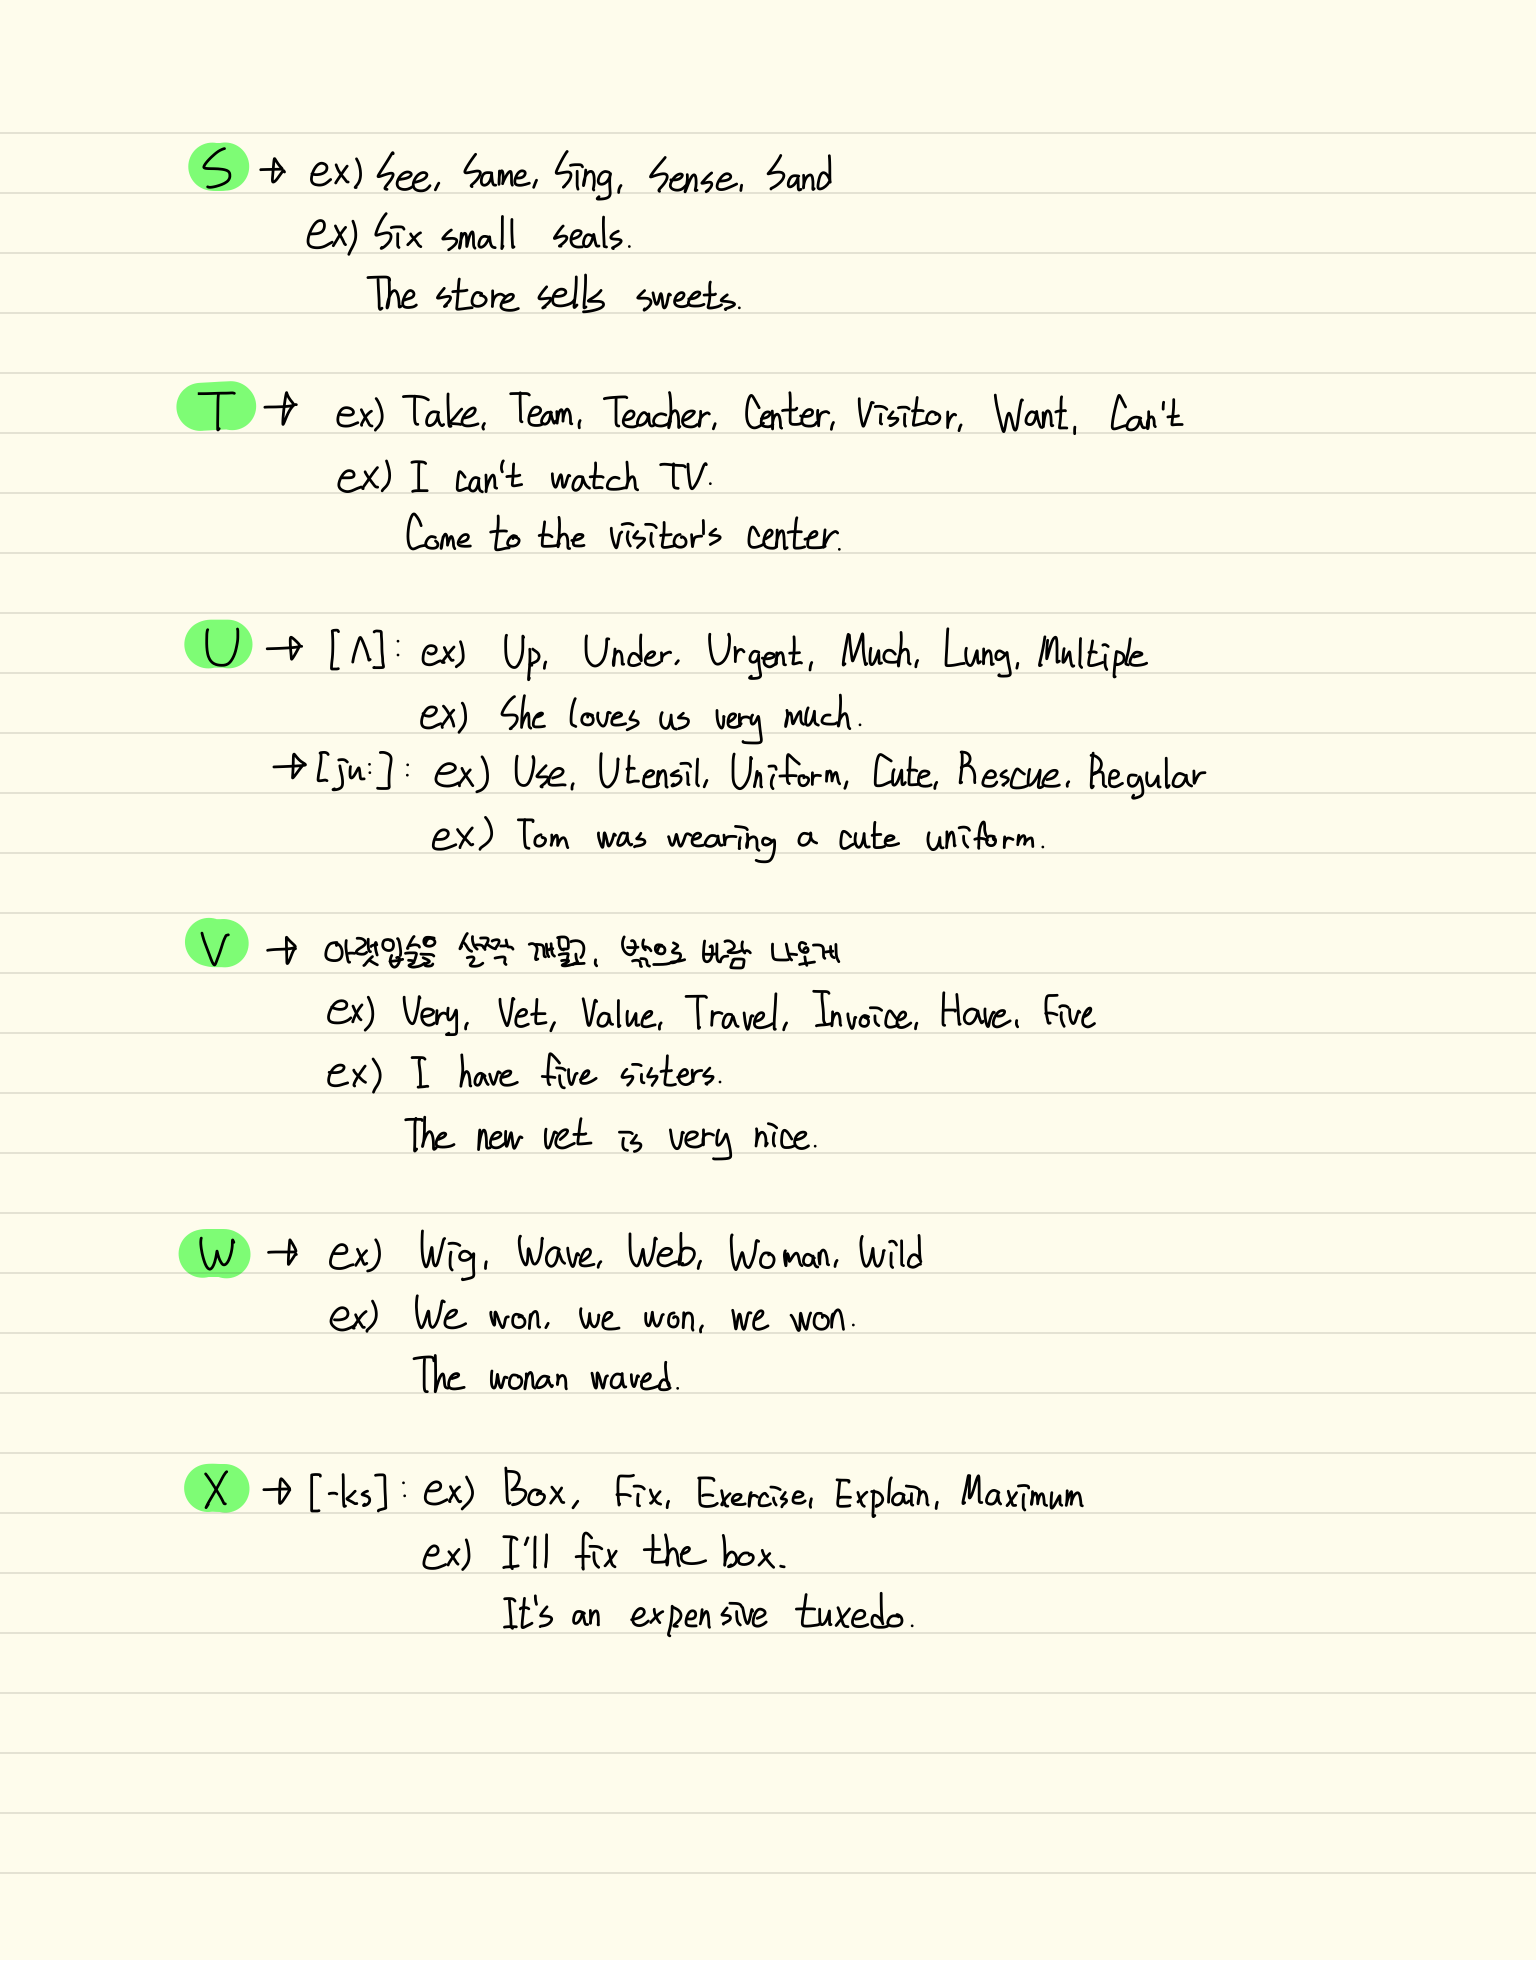 S → ex) See, Same, Sing, Sense, Sand
ex) Six small seals.
The store sells sweets.
T → ex) Take, Team, Teacher, Center, Visitor, Want, Can't
ex) I can't watch TV.
Come to the visitor's center.
U → [ʌ]: ex) Up, Under, Urgent, Much, Lung, Multiple
ex) She loves us very much.
→ [ju:]: ex) Use, Utensil, Uniform, Cute, Rescue, Regular
ex) Tom was wearing a cute uniform.
V → 아랫입술을 살짝 깨물고, 밖으로 바람 나오게
ex) Very, Vet, Value, Travel, Invoice, Have, Five
ex) I have five sisters.
The new vet is very nice.
W → ex) Wig, Wave, Web, Woman, Wild
ex) We won, we won, we won.
The wonan waved.
X → [-ks]: ex) Box, Fix, Exercise, Explain, Maximum
ex) I'll fix the box.
It's an expensive tuxedo.